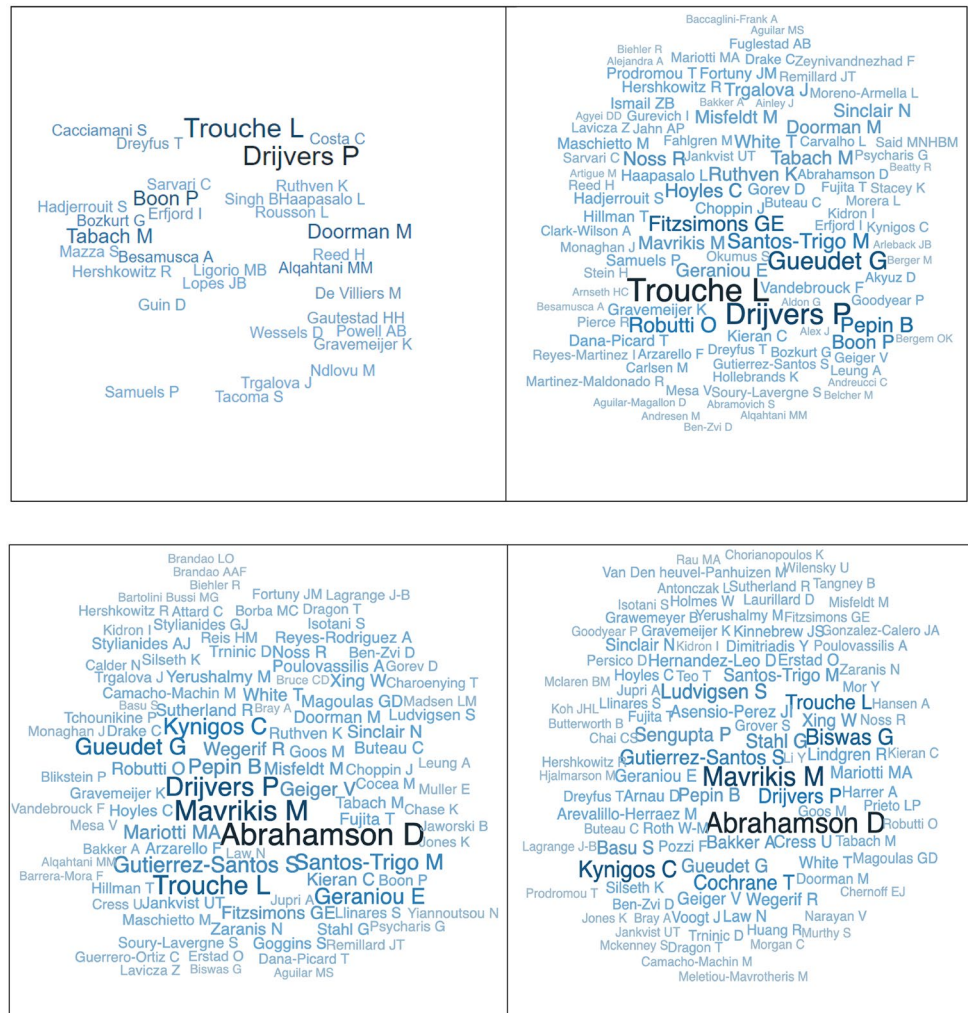 Cacciamani S Trouche L Costa C
Dreyfus T Drijvers P
Sarvari C Ruthven K
Boon P Singh B Haapasalo L
Hadjerrouit S Erfjord I Rousson L
Bozkurt G
Tabach M Doorman M
Mazza S Besamusca A Reed H
Hershkowitz R Ligorio MB Alqahtani MM
Lopes JB
Guin D De Villiers M
Gautestad HH
Wessels D Powell AB
Gravemeijer K
Ndlovu M
Trgalova J
Samuels P Tacoma S
Baccaglini-Frank A
Aguilar MS
Fuglestad AB
Biehler R
Alejandra A Mariotti MA Drake C Zeynivandnezhad F
Prodromou T Fortuny JM Remillard JT
Hershkowitz R Trgalova J Moreno-Armella L
Ismail ZB Bakker A Ainley J Sinclair N
Agyei DD Gurevich I Misfeldt M
Lavicza Z Jahn AP Doorman M
Maschietto M Fahlgren M White T Carvalho L Said MNHBM
Sarvari C Noss R Jankvist UT Tabach M Psycharis G
Artigue M Haapasalo L Ruthven K Abrahamson D Beatty R
Reed H Hoyles C Gorev D Fujita T Stacey K
Hadjerrouit S Choppin J Buteau C Morera L
Hillman T Fitzsimons GE Kidron I
Clark-Wilson A Erfjord I Kynigos C
Monaghan J Mavrikis M Santos-Trigo M Arleback JB
Samuels P Okumus S Gueudet G Berger M
Stein H Geraniou E Akyuz D
Arnseth HC Trouche L Vandebrouck F
Besamusca A Gravemeijer K Aldon G Goodyear P
Pierce R Robutti O Drijvers P Pepin B
Dana-Picard T Kieran C Alex J Boon P Bergem OK
Reyes-Martinez I Arzarello F Dreyfus T Bozkurt G Geiger V
Carlsen M Gutierrez-Santos S Leung A
Martinez-Maldonado R Hollebrands K Andreucci C
Mesa V Soury-Lavergne S Belcher M
Aguilar-Magallon D Abramovich S
Andresen M Alqahtani MM
Ben-Zvi D
Brandao LO
Brandao AAF
Biehler R
Bartolini Bussi MG Fortuny JM Lagrange J-B
Hershkowitz R Attard C Borba MC Dragon T
Stylianides GJ Isotani S
Kidron I Reis HM Reyes-Rodriguez A
Stylianides AJ Trninic D Noss R Ben-Zvi D
Calder N Silseth K Poulovassilis A Gorev D
Trgalova J Yerushalmy M Bruce CD Xing W Charoenying T
Camacho-Machin M White T Magoulas GD Madsen LM
Basu S Sutherland R Bray A
Tchounikine P Doorman M Ludvigsen S
Monaghan J Drake C Kynigos C Ruthven K Sinclair N
Gueudet G Wegerif R Goos M Buteau C
Robutti O Pepin B Misfeldt M Choppin J Leung A
Blikstein P Drijvers P Geiger V Cocea M Muller E
Gravemeijer K
Vandebrouck F Hoyles C Mavrikis M Tabach M Chase K
Mesa V Fujita T
Mariotti MA Abrahamson D Jaworski B
Bakker A Arzarello F Law N Jones K
Alqahtani MM Gutierrez-Santos S Santos-Trigo M
Barrera-Mora F Kieran C Boon P
Hillman T Trouche L Geraniou E
Cress U Jankvist UT Jupri A
Maschietto M Fitzsimons GE Llinares S Yiannoutsou N
Zaranis N Stahl G Psycharis G
Soury-Lavergne S Goggins S Remillard JT
Guerrero-Ortiz C Erstad O Dana-Picard T
Lavicza Z Biswas G Aguilar MS
Rau MA Chorianopoulos K
Van Den heuvel-Panhuizen M Wilensky U
Antonczak L Sutherland R Tangney B
Isotani S Holmes W Laurillard D Misfeldt M
Grawemeyer B Yerushalmy M Fitzsimons GE
Goodyear P Gravemeijer K Kinnebrew JS Gonzalez-Calero JA
Sinclair N Kidron I Dimitriadis Y Poulovassilis A
Persico D Hernandez-Leo D Erstad O
Hoyles C Teo T Santos-Trigo M Zaranis N
Mclaren BM Jupri A Ludvigsen S Mor Y
Koh JHL Llinares S Trouche L Hansen A
Butterworth B Fujita T Asensio-Perez JI Xing W Noss R
Chai CS Sengupta P Grover S Biswas G
Stahl G
Hershkowitz R Gutierrez-Santos S Li Y Lindgren R Kieran C
Hjalmarson M Geraniou E Mavrikis M Mariotti MA
Dreyfus T Arnau D Pepin B Drijvers P Harrer A
Arevalillo-Herraez M Goos M Prieto LP
Buteau C Roth W-M Abrahamson D Robutti O
Lagrange J-B Basu S Pozzi F Bakker A Cress U Tabach M
Kynigos C Gueudet G White T Magoulas GD
Cochrane T Doorman M
Prodromou T Silseth K Chernoff EJ
Ben-Zvi D Geiger V Wegerif R
Jones K Bray A Voogt J Law N Narayan V
Jankvist UT Trninic D Huang R Murthy S
Mckenney S Dragon T Morgan C
Camacho-Machin M
Meletiou-Mavrotheris M